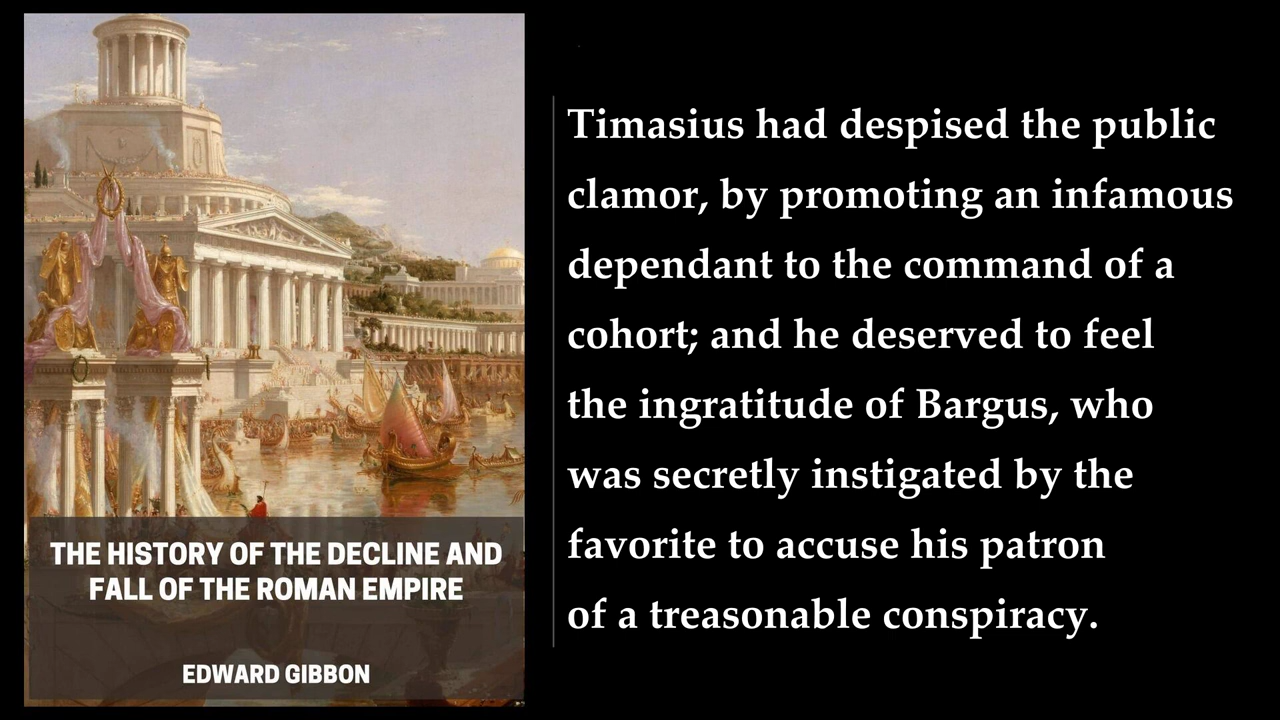 THE HISTORY OF THE DECLINE AND
FALL OF THE ROMAN EMPIRE
EDWARD GIBBON
Timasius had despised the public
clamor, by promoting an infamous
dependant to the command of a
cohort; and he deserved to feel
the ingratitude of Bargus, who
was secretly instigated by the
favorite to accuse his patron
of a treasonable conspiracy.